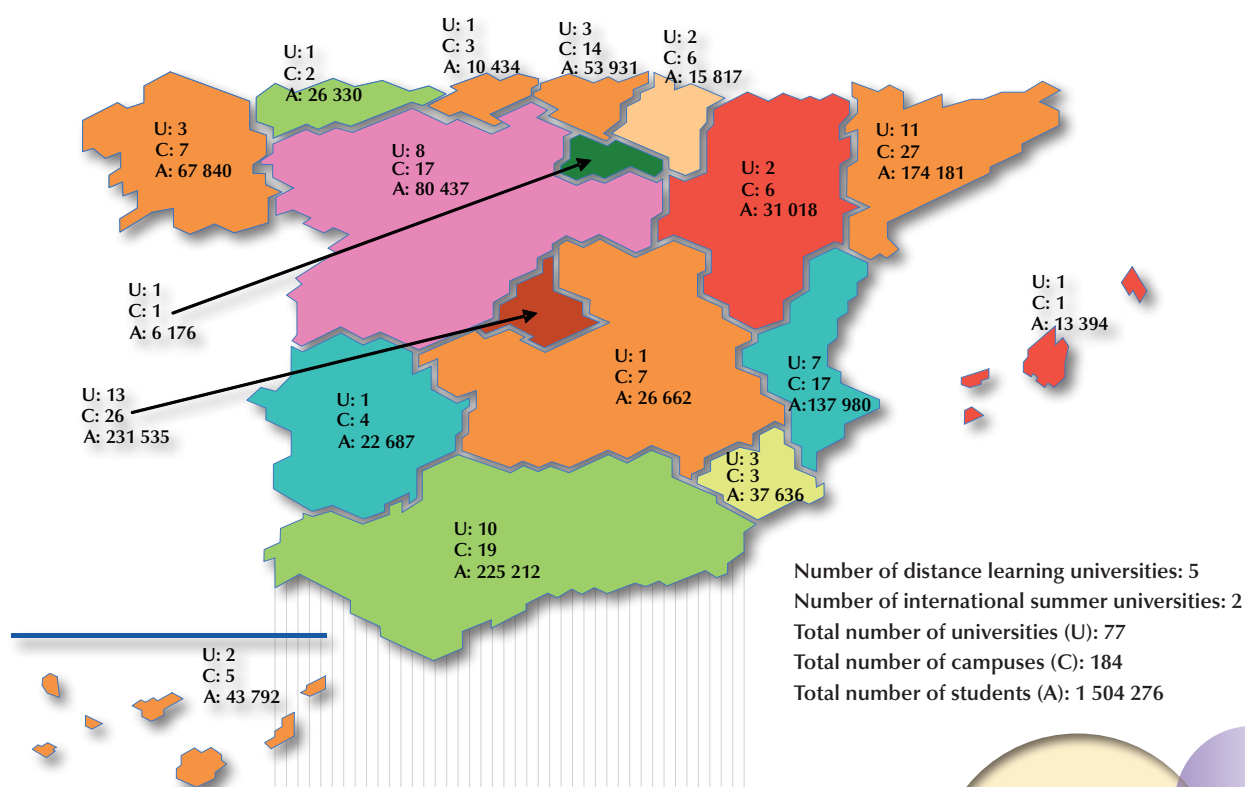 U: 1
C: 2
A: 26 330
U: 1
C: 3
A: 10 434
U: 3
C: 14
A: 53 931
U: 2
C: 6
A: 15 817
U: 3
C: 7
A: 67 840
U: 8
C: 17
A: 80 437
U: 2
C: 6
A: 31 018
U: 11
C: 27
A: 174 181
U: 1
C: 1
A: 6 176
U: 1
C: 1
A: 13 394
U: 13
C: 26
A: 231 535
U: 1
C: 4
A: 22 687
U: 1
C: 7
A: 26 662
U: 7
C: 17
A:137 980
U: 3
C: 3
A: 37 636
U: 10
C: 19
A: 225 212
U: 2
C: 5
A: 43 792
Number of distance learning universities: 5
Number of international summer universities: 2
Total number of universities (U): 77
Total number of campuses (C): 184
Total number of students (A): 1 504 276